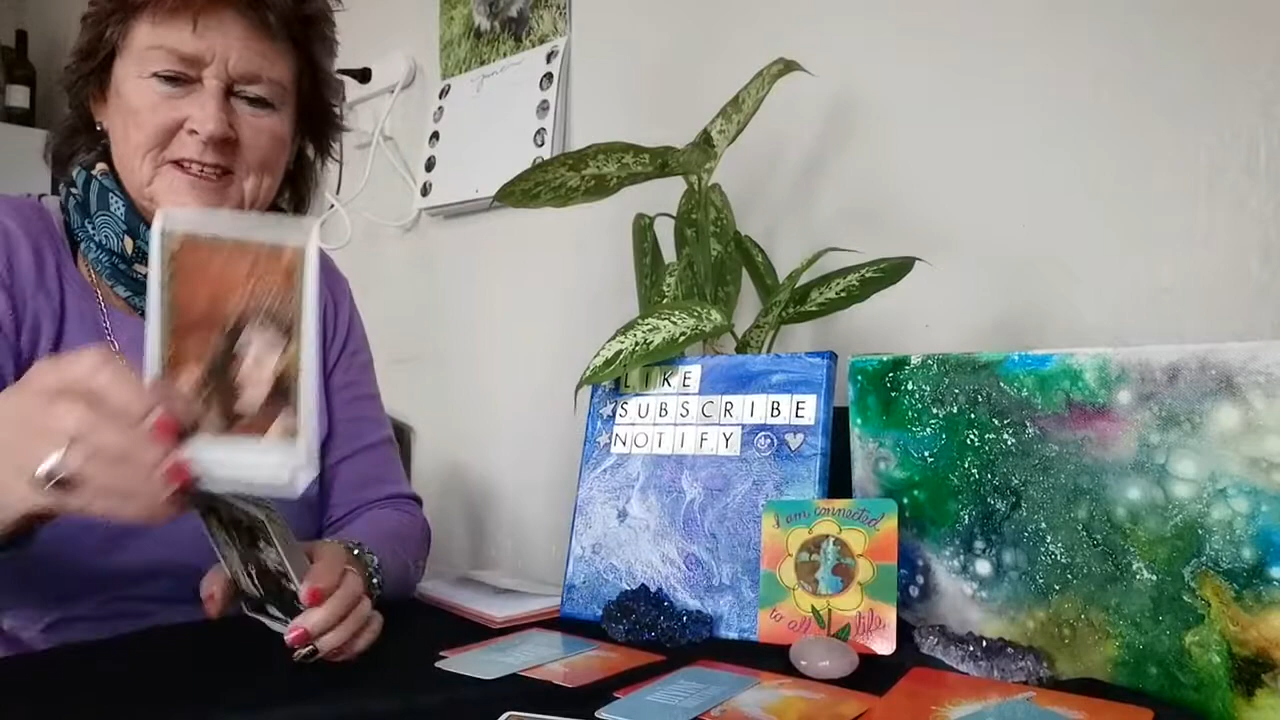 LIKE
SUBSCRIBE
NOTIFY
I am connected
to all life